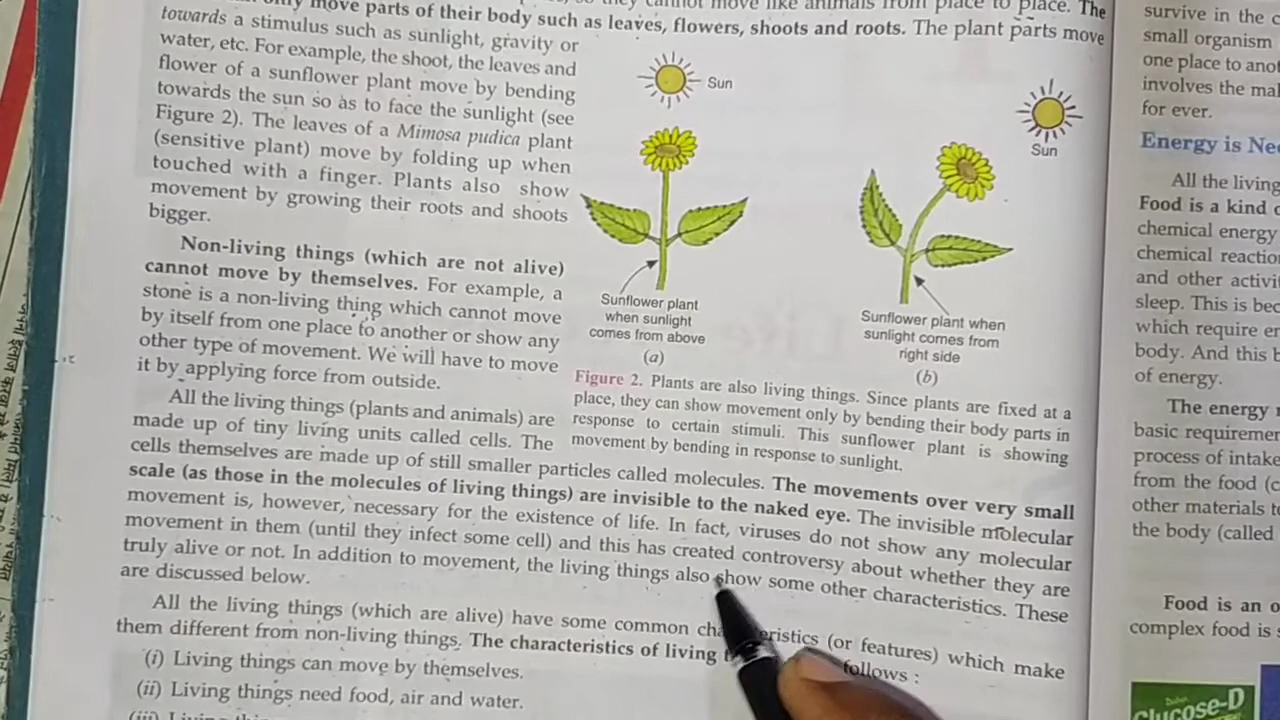 only move parts of their body such as leaves, flowers, shoots and roots. The plant parts move
towards a stimulus such as sunlight, gravity or
water, etc. For example, the shoot, the leaves and
flower of a sunflower plant move by bending
towards the sun so as to face the sunlight (see
Figure 2). The leaves of a Mimosa pudica plant
(sensitive plant) move by folding up when
touched with a finger. Plants also show
movement by growing their roots and shoots
bigger.
Non-living things (which are not alive)
cannot move by themselves. For example, a
stone is a non-living thing which cannot move
by itself from one place to another or show any
other type of movement. We will have to move
it by applying force from outside.
Sun
Sunflower plant
when sunlight
comes from above
(a)
Sun
Sunflower plant when
sunlight comes from
right side
(b)
Figure 2. Plants are also living things. Since plants are fixed at a
place, they can show movement only by bending their body parts in
response to certain stimuli. This sunflower plant is showing
movement by bending in response to sunlight.
All the living things (plants and animals) are
made up of tiny living units called cells. The
cells themselves are made up of still smaller particles called molecules. The movements over very small
scale (as those in the molecules of living things) are invisible to the naked eye. The invisible molecular
movement is, however, necessary for the existence of life. In fact, viruses do not show any molecular
movement in them (until they infect some cell) and this has created controversy about whether they are
truly alive or not. In addition to movement, the living things also show some other characteristics. These
are discussed below.
All the living things (which are alive) have some common (or features) which make
them different from non-living things. The characteristics of living follows :
(i) Living things can move by themselves.
(ii) Living things need food, air and water.
survive in the
small organism
one place to
involves the
for ever.
Energy is
All the living
Food is a kind
chemical energy
chemical
and other
sleep. This is
which require
body. And this
of energy.
The energy
basic
process of
from the food
other materials
the body (called
Food is an
complex food is
Glucose-D